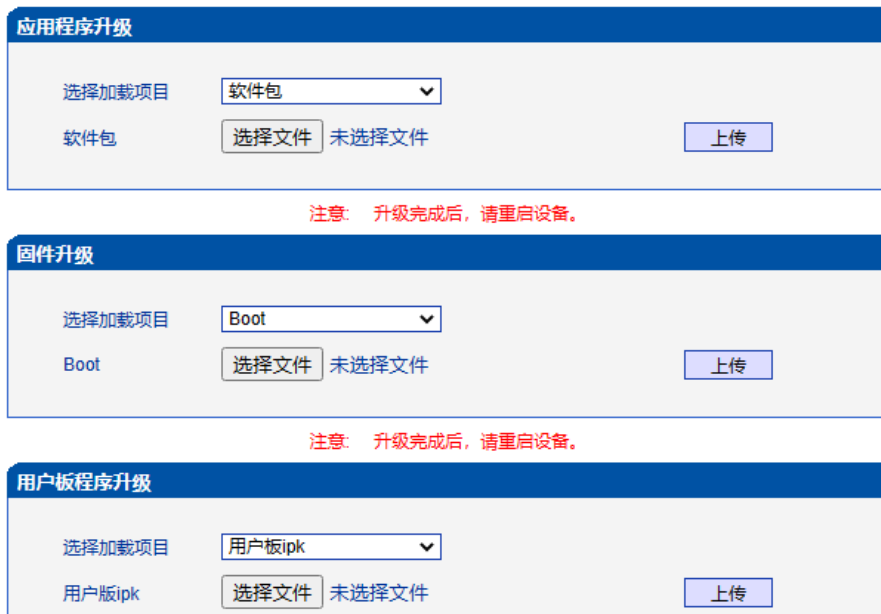 应用程序升级
选择加载项目 软件包
软件包 选择文件 未选择文件 上传
注意: 升级完成后，请重启设备。
固件升级
选择加载项目 Boot
Boot 选择文件 未选择文件 上传
注意: 升级完成后，请重启设备。
用户板程序升级
选择加载项目 用户板ipk
用户版ipk 选择文件 未选择文件 上传